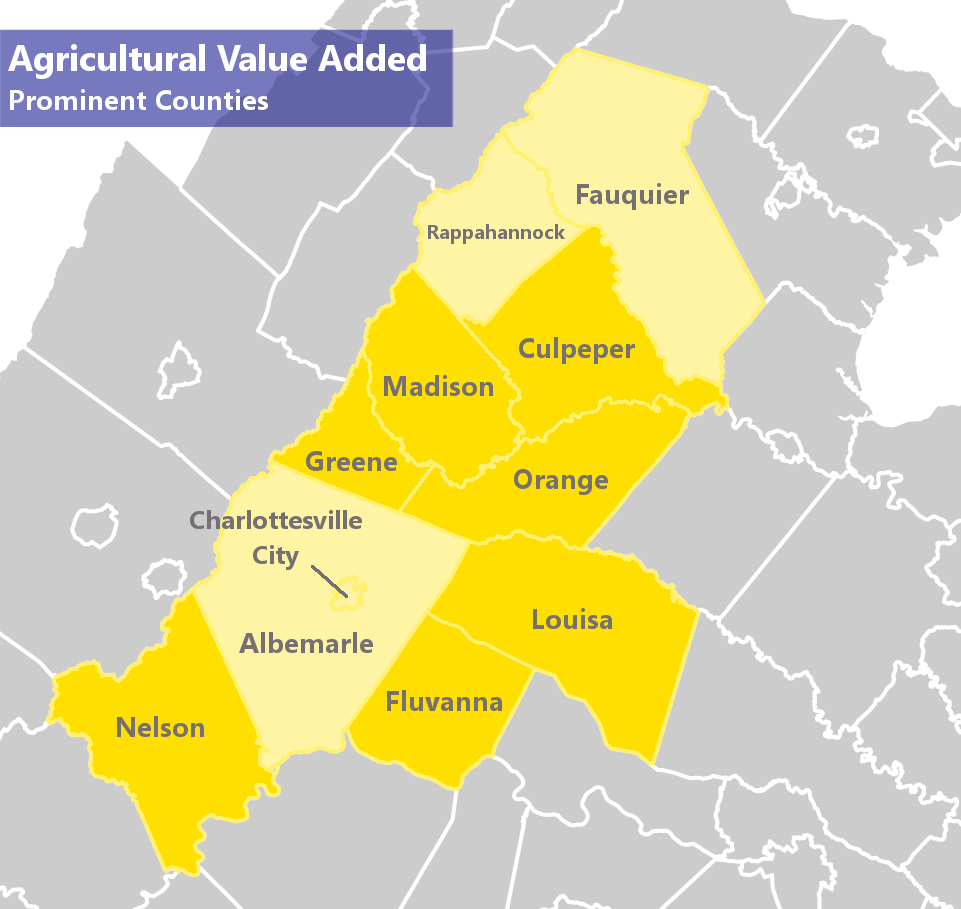 Agricultural Value Added
Prominent Counties
Fauquier
Rappahannock
Culpeper
Madison
Greene
Orange
Charlottesville
City
Louisa
Albemarle
Fluvanna
Nelson